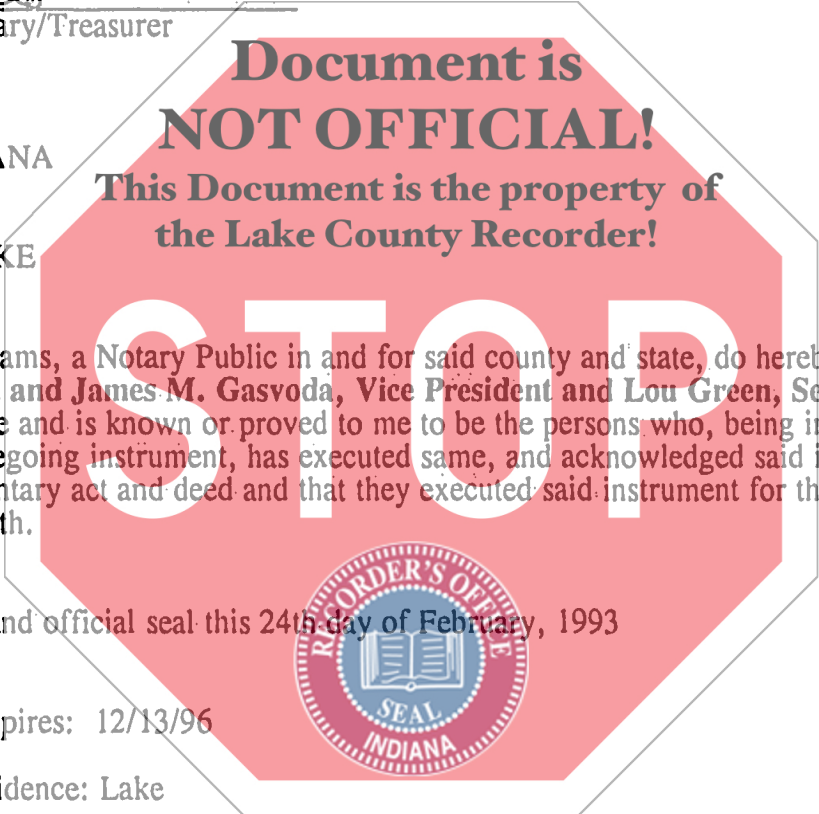 ary/Treasurer
Document is
NOT OFFICIAL!
ANA
This Document is the property of
the Lake County Recorder!
KE
STOP
ams, a Notary Public in and for said county and state, do hereb
and James M. Gasvoda, Vice President and Lou Green, Se
e and is known or proved to me to be the persons who, being in
egoing instrument, has executed same, and acknowledged said i
ntary act and deed and that they executed said instrument for th
th.
RECORDER'S OFFICE
nd official seal this 24th day of February, 1993
SEAL
INDIANA
pires: 12/13/96
idence: Lake